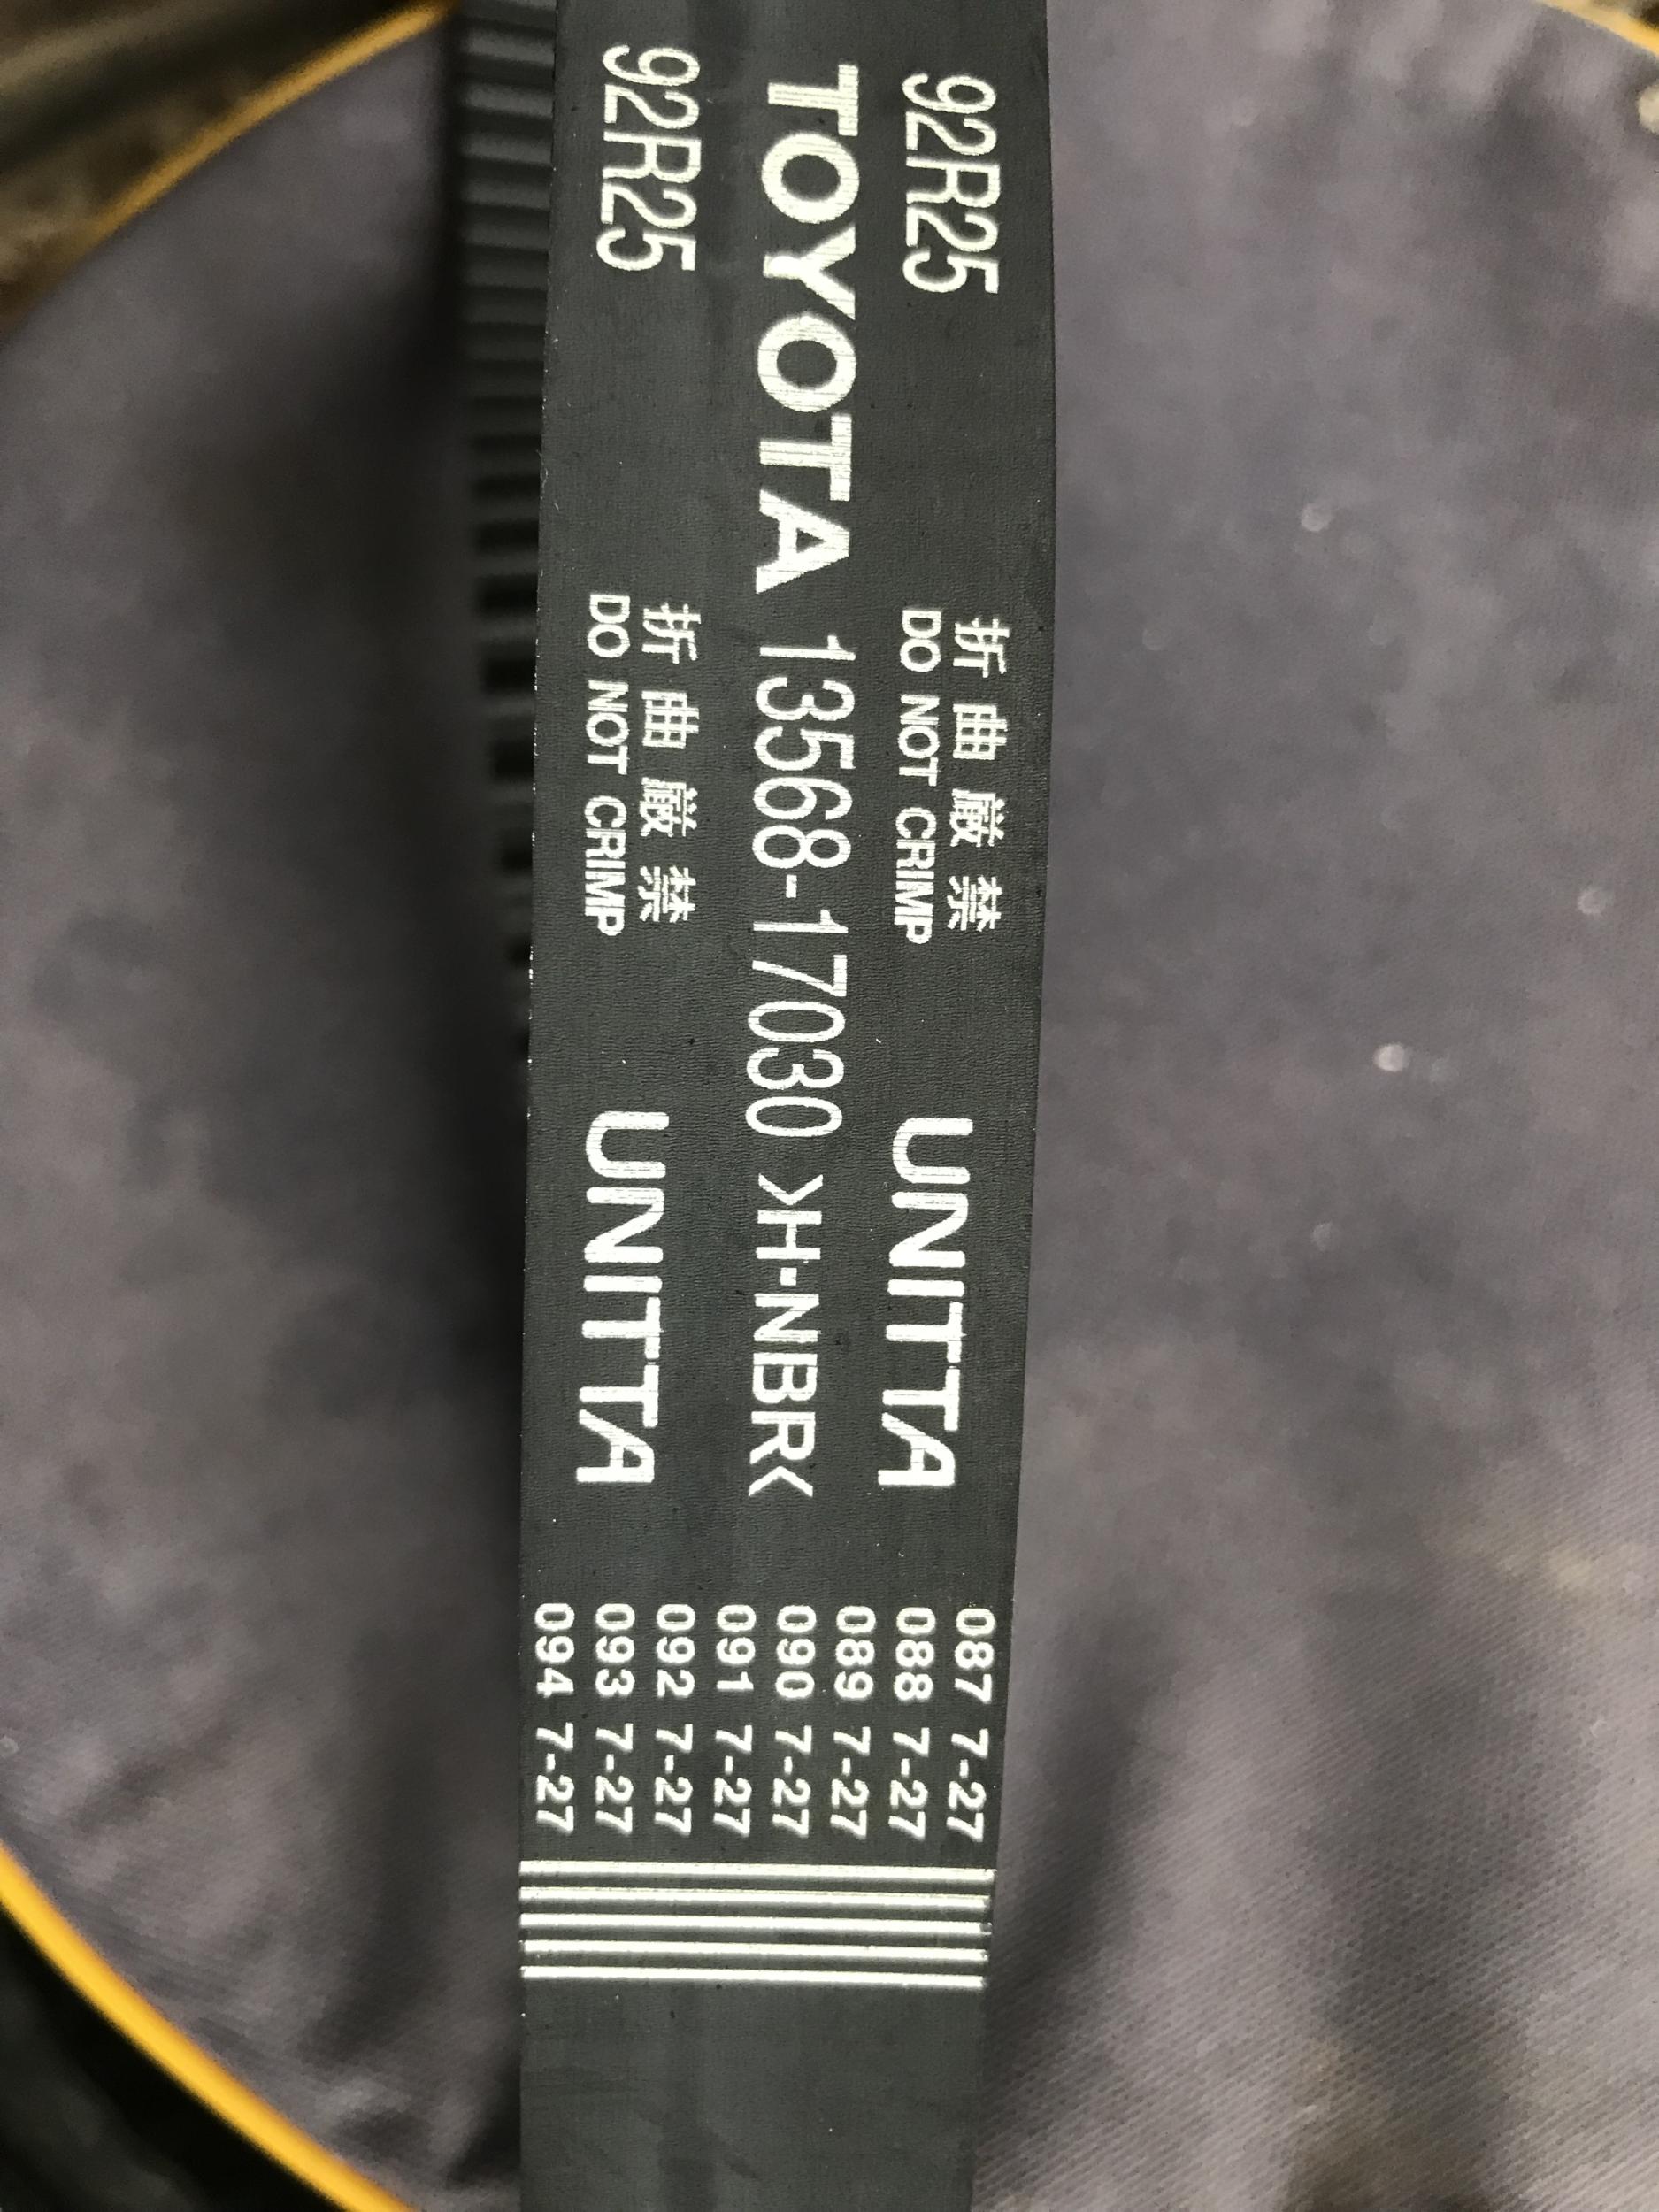 92R25
折曲厳禁
DO NOT CRIMP
UNITTA
TOYOTA 13568-17030 >H-NBR<
92R25
折曲厳禁
DO NOT CRIMP
UNITTA
087 7-27
088 7-27
089 7-27
090 7-27
091 7-27
092 7-27
093 7-27
094 7-27